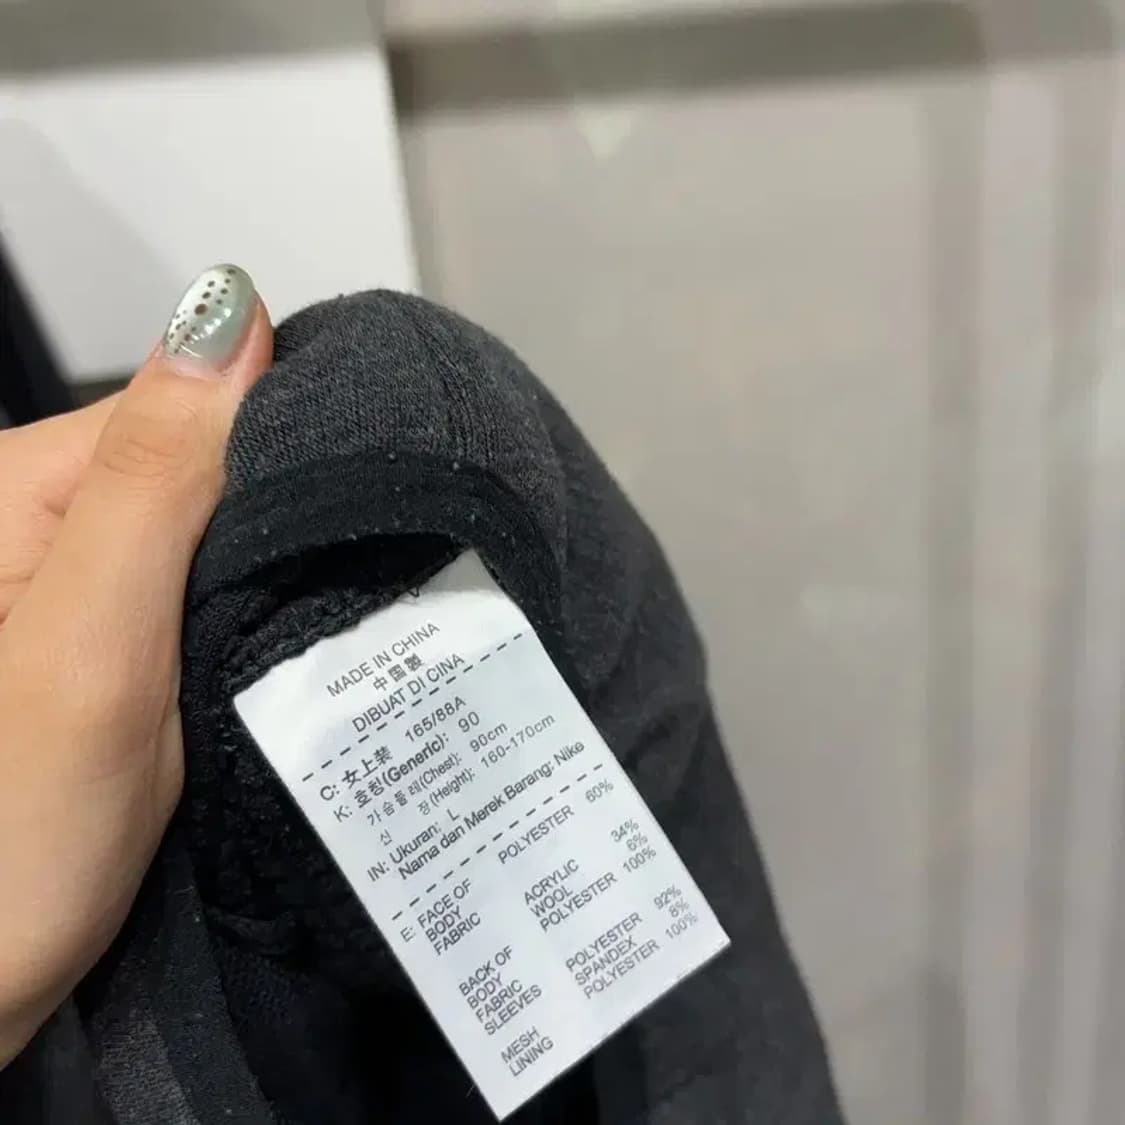 MADE IN CHINA
中国製
DIBUAT DI CINA
C: 女上装 165/88A
K: 호칭(Generic): 90
가슴둘레(Chest): 90cm
신 장(Height): 160-170cm
IN: Ukuran: L
Nama dan Merek Barang: Nike
E: FACE OF BODY FABRIC
POLYESTER 60%
ACRYLIC 34%
WOOL 6%
BACK OF BODY FABRIC
POLYESTER 100%
SLEEVES
POLYESTER 92%
SPANDEX 8%
MESH LINING
POLYESTER 100%